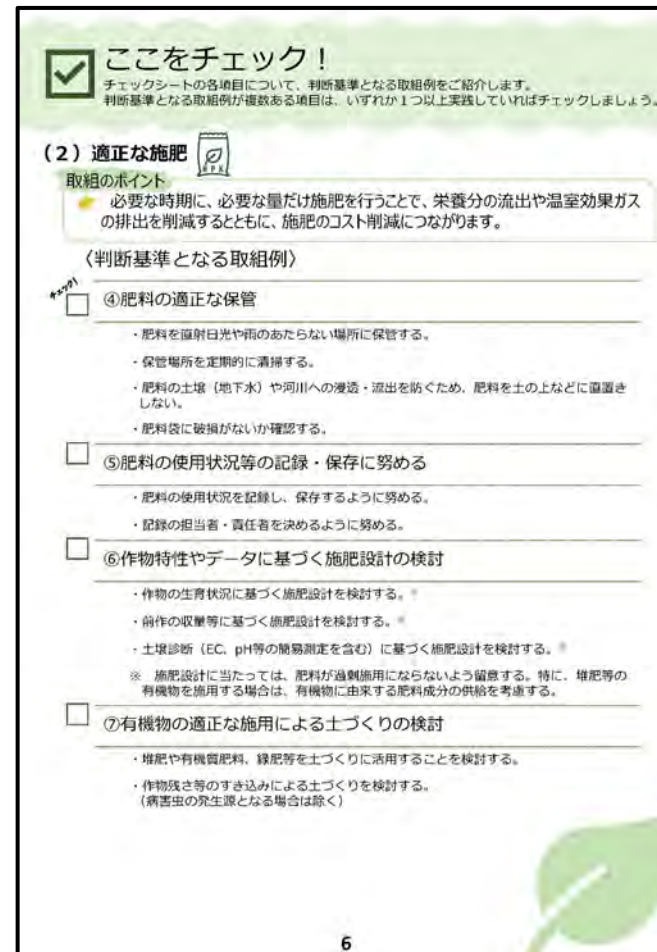 ここをチェック！
チェックシートの各項目について、判断基準となる取組例をご紹介します。
判断基準となる取組例が複数ある項目は、いずれか１つ以上実践していればチェックしましょう。
（２）適正な施肥
N P K
取組のポイント
必要な時期に、必要な量だけ施肥を行うことで、栄養分の流出や温室効果ガス
の排出を削減するとともに、施肥のコスト削減につながります。
〈判断基準となる取組例〉
チェック！
④肥料の適正な保管
・肥料を直射日光や雨のあたらない場所に保管する。
・保管場所を定期的に清掃する。
・肥料の土壌（地下水）や河川への浸透・流出を防ぐため、肥料を土の上などに直置き
しない。
・肥料袋に破損がないか確認する。
⑤肥料の使用状況等の記録・保存に努める
・肥料の使用状況を記録し、保存するように努める。
・記録の担当者・責任者を決めるように努める。
⑥作物特性やデータに基づく施肥設計の検討
・作物の生育状況に基づく施肥設計を検討する。※
・前作の収量等に基づく施肥設計を検討する。※
・土壌診断（EC、pH等の簡易測定を含む）に基づく施肥設計を検討する。※
※　施肥設計に当たっては、肥料が過剰施用にならないよう留意する。特に、堆肥等の
有機物を施用する場合は、有機物に由来する肥料成分の供給を考慮する。
⑦有機物の適正な施用による土づくりの検討
・堆肥や有機質肥料、緑肥等を土づくりに活用することを検討する。
・作物残さ等のすき込みによる土づくりを検討する。
（病害虫の発生源となる場合は除く）
6